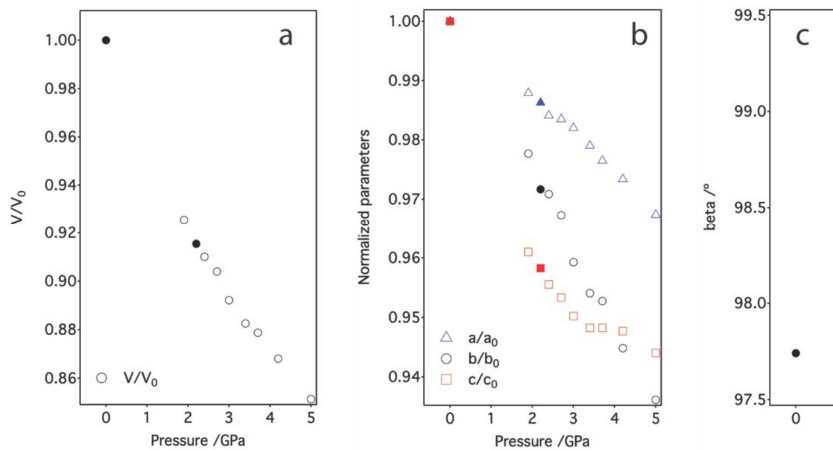 a
V/V0
1.00
0.98
0.96
0.94
0.92
0.90
0.88
0.86
V/V0
0 1 2 3 4 5
Pressure /GPa
b
Normalized parameters
1.00
0.99
0.98
0.97
0.96
0.95
0.94
a/a0
b/b0
c/c0
0 1 2 3 4 5
Pressure /GPa
c
beta /°
99.5
99.0
98.5
98.0
97.5
0